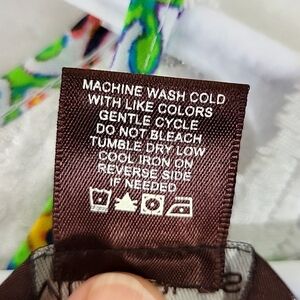 MACHINE WASH COLD
WITH LIKE COLORS
GENTLE CYCLE
DO NOT BLEACH
TUMBLE DRY LOW
COOL IRON ON
REVERSE SIDE
IF NEEDED